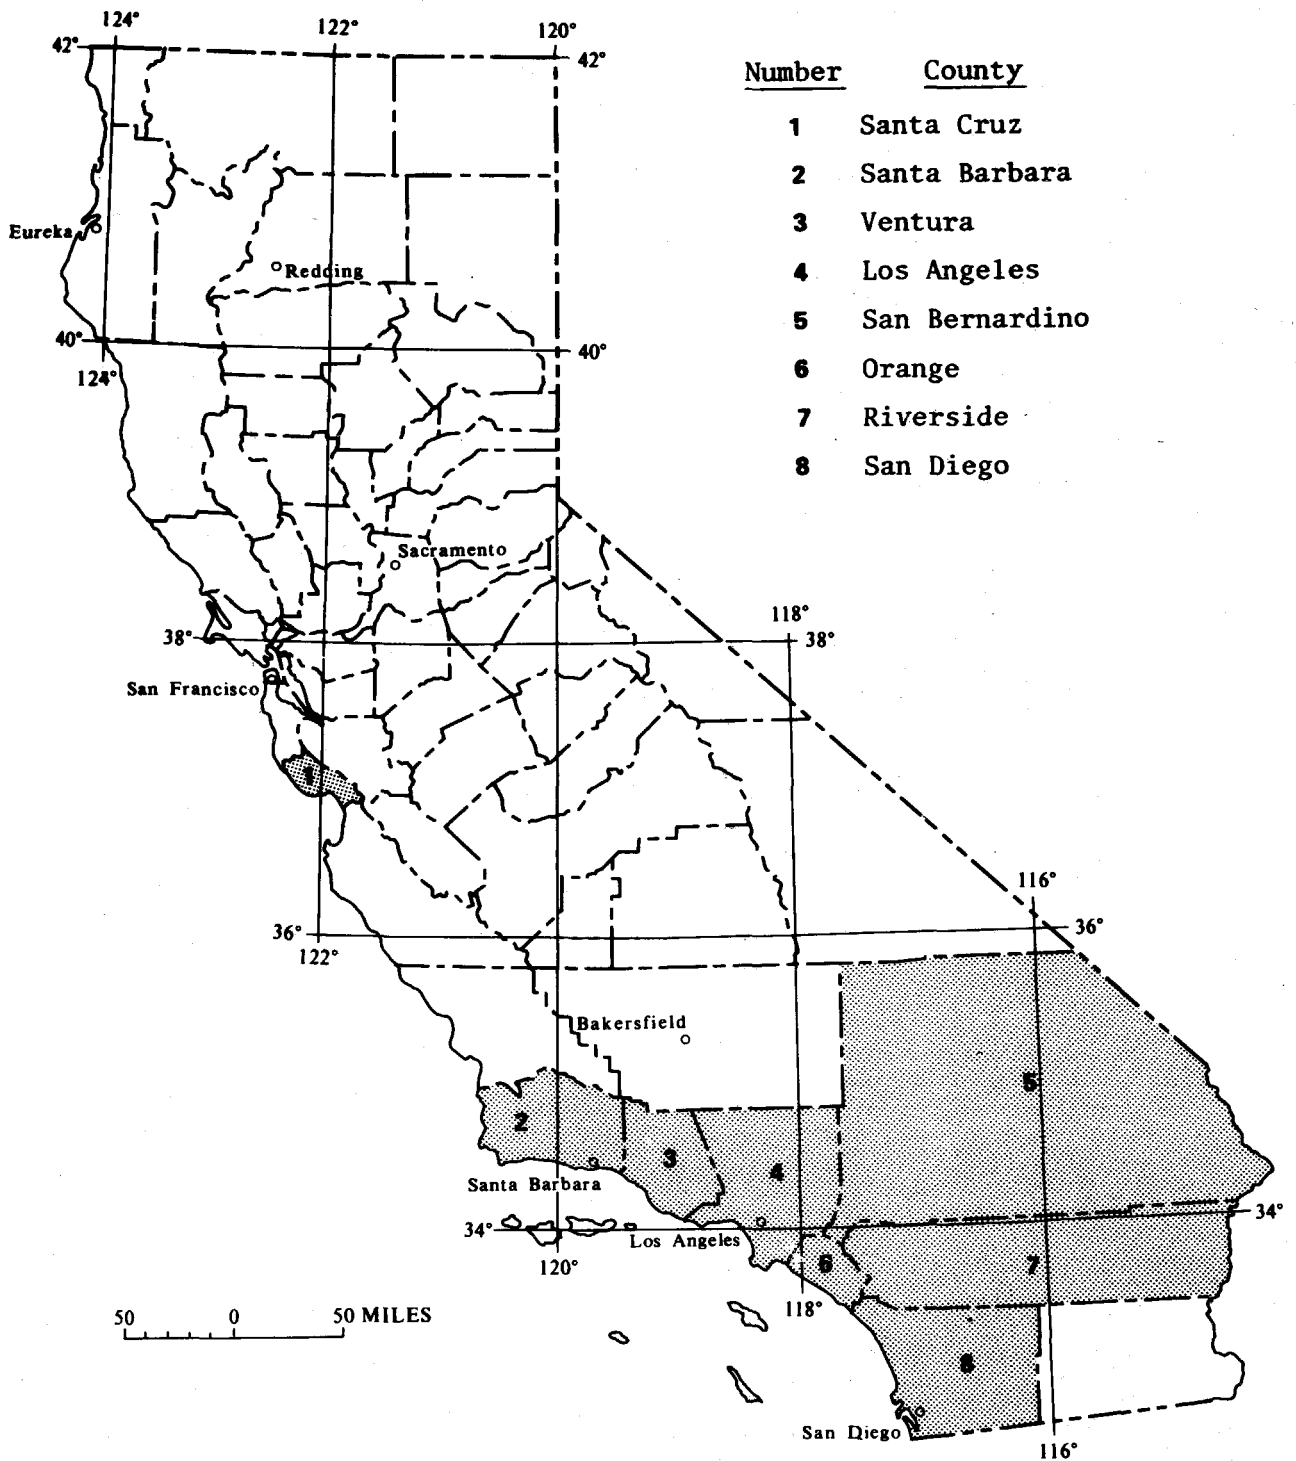 124° 122° 120°
42° 42°
Number County
1 Santa Cruz
2 Santa Barbara
3 Ventura
4 Los Angeles
5 San Bernardino
6 Orange
7 Riverside
8 San Diego
Eureka
Redding
40° 40°
124°
Sacramento
118°
38° 38°
San Francisco
1
116°
36° 36°
122°
Bakersfield
5
2
3
4
Santa Barbara
34° 34°
Los Angeles
6
7
120°
118°
50 0 50 MILES
8
San Diego
116°